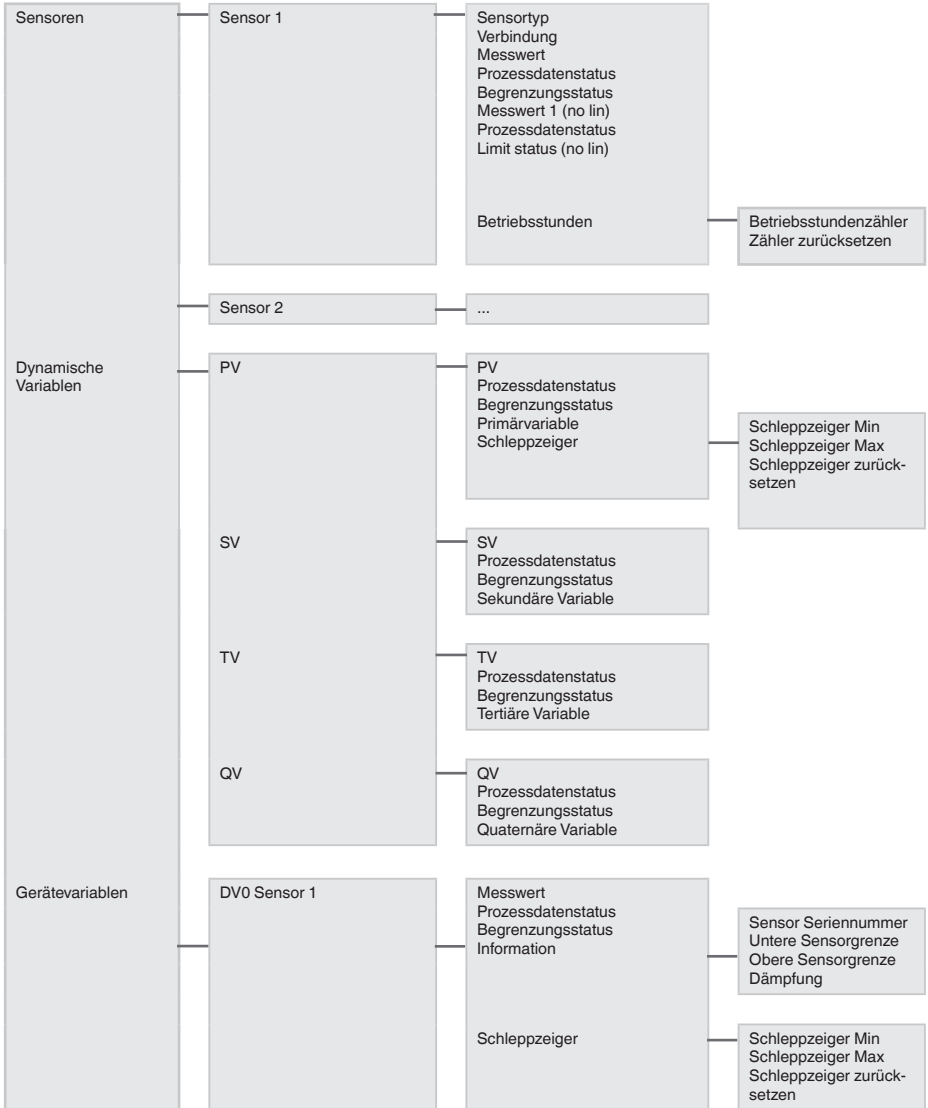 Sensoren
Sensor 1
Sensortyp
Verbindung
Messwert
Prozessdatenstatus
Begrenzungsstatus
Messwert 1 (no lin)
Prozessdatenstatus
Limit status (no lin)
Betriebsstunden
Betriebsstundenzähler
Zähler zurücksetzen
Sensor 2
...
Dynamische
Variablen
PV
PV
Prozessdatenstatus
Begrenzungsstatus
Primärvariable
Schleppzeiger
Schleppzeiger Min
Schleppzeiger Max
Schleppzeiger zurück-
setzen
SV
SV
Prozessdatenstatus
Begrenzungsstatus
Sekundäre Variable
TV
TV
Prozessdatenstatus
Begrenzungsstatus
Tertiäre Variable
QV
QV
Prozessdatenstatus
Begrenzungsstatus
Quaternäre Variable
Gerätevariablen
DV0 Sensor 1
Messwert
Prozessdatenstatus
Begrenzungsstatus
Information
Sensor Seriennummer
Untere Sensorgrenze
Obere Sensorgrenze
Dämpfung
Schleppzeiger
Schleppzeiger Min
Schleppzeiger Max
Schleppzeiger zurück-
setzen